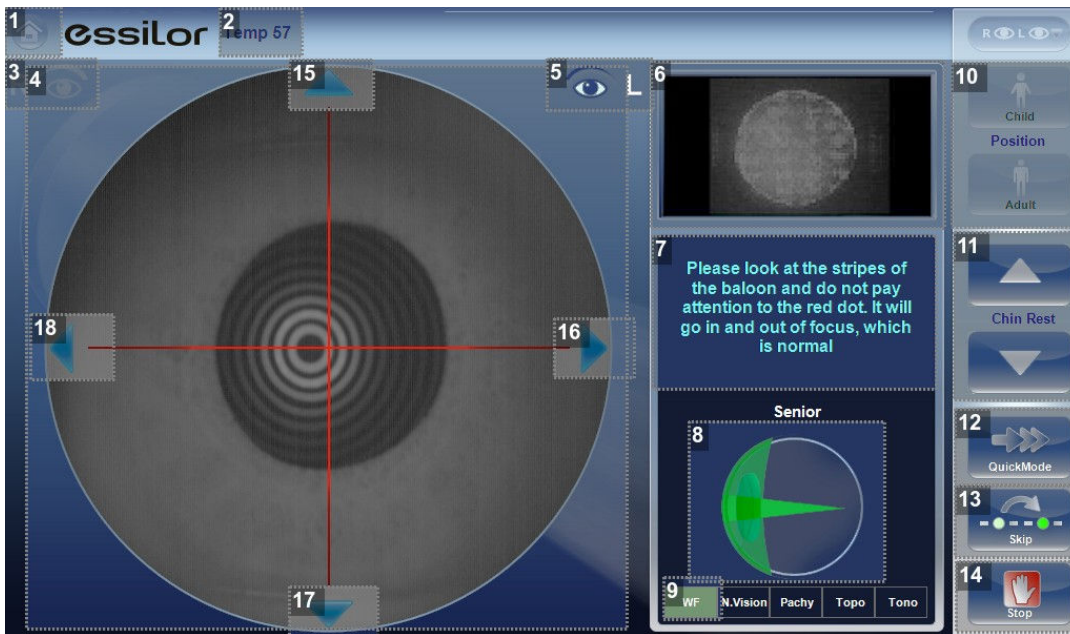 1
essilor
2
Temp 57
R L
3
4
15
5
L
6
10
Child
Position
Adult
7
Please look at the stripes of
the baloon and do not pay
attention to the red dot. It will
go in and out of focus, which
is normal
11
Chin Rest
18
16
Senior
8
12
QuickMode
13
Skip
17
9
WF N.Vision Pachy Topo Tono
14
Stop